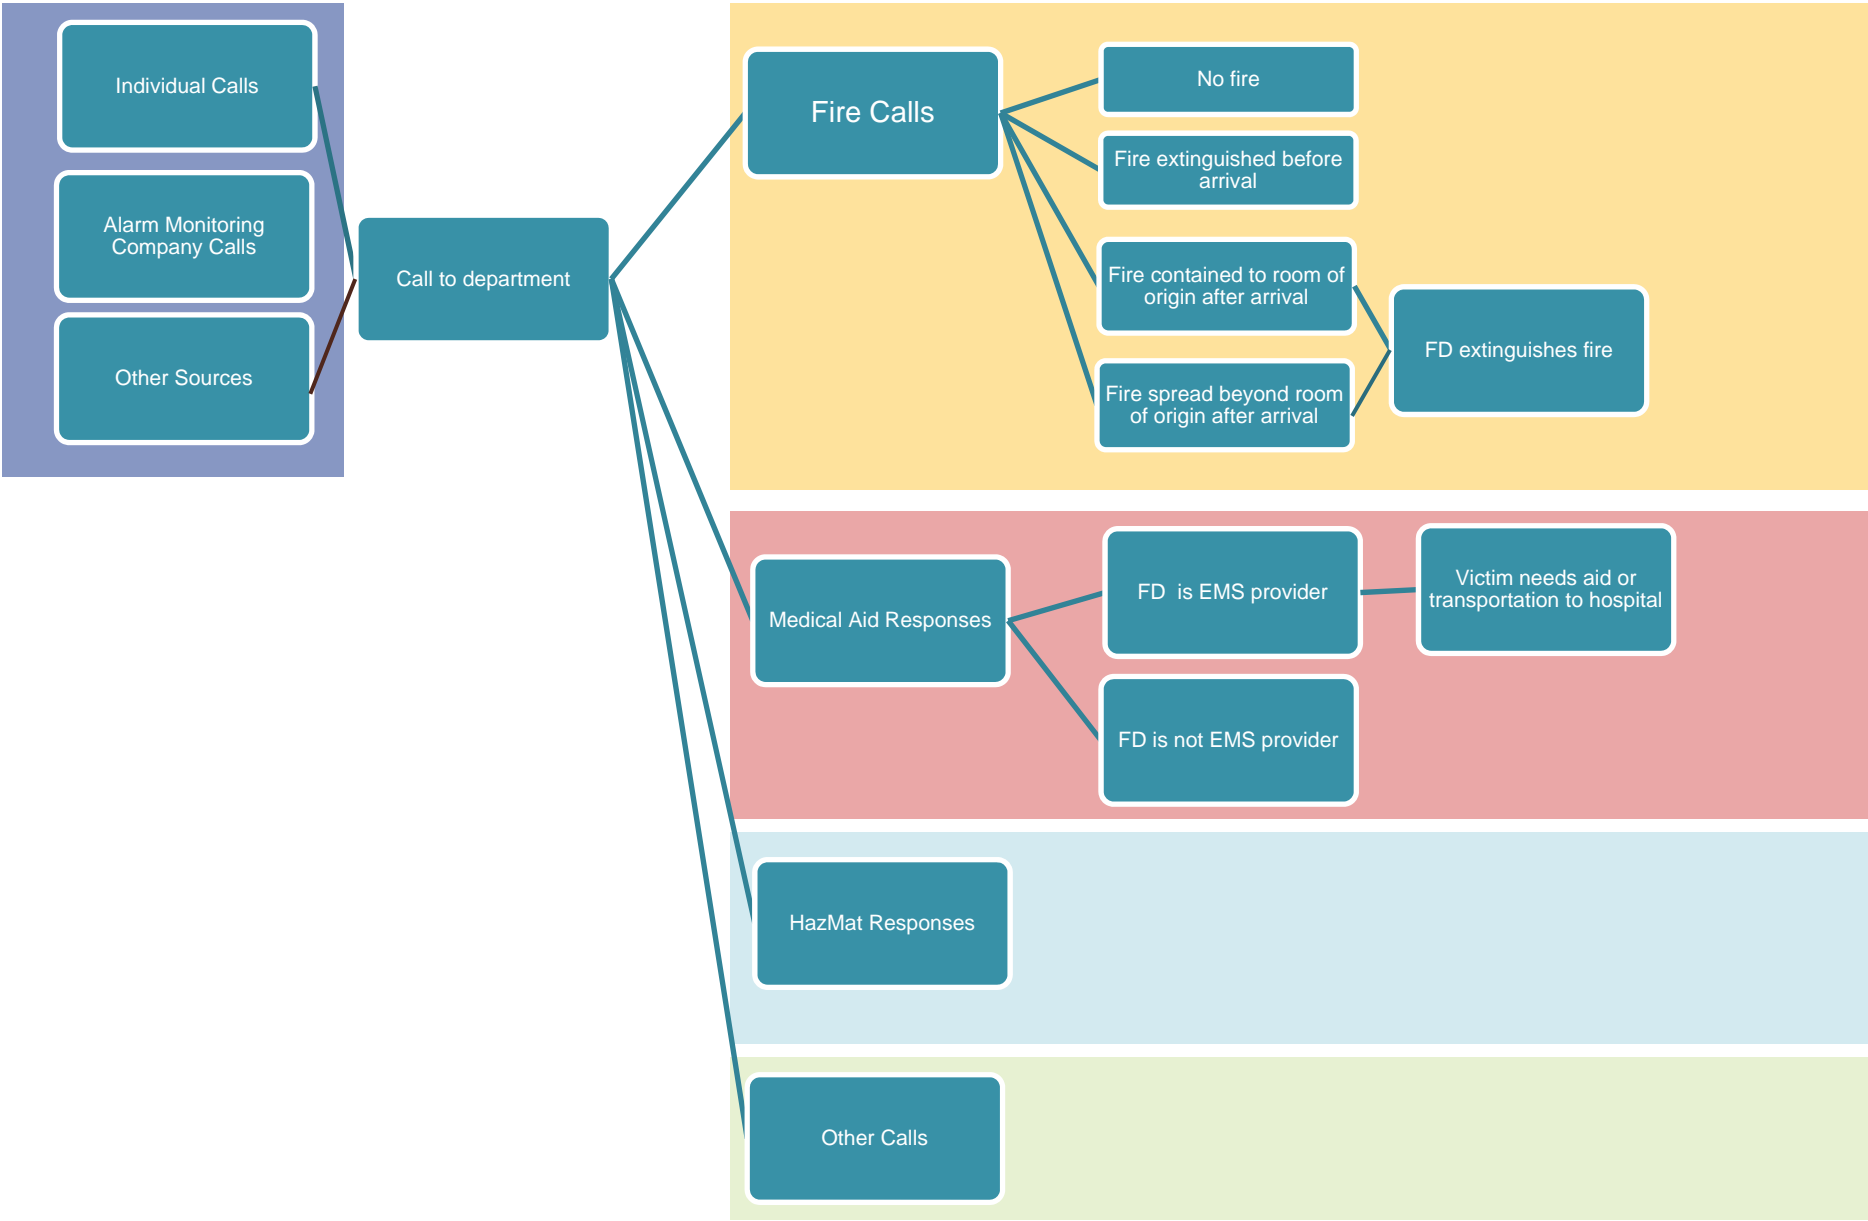 Individual Calls
Alarm Monitoring
Company Calls
Other Sources
Call to department
Fire Calls
No fire
Fire extinguished before
arrival
Fire contained to room of
origin after arrival
Fire spread beyond room
of origin after arrival
FD extinguishes fire
Medical Aid Responses
FD  is EMS provider
Victim needs aid or
transportation to hospital
FD is not EMS provider
HazMat Responses
Other Calls